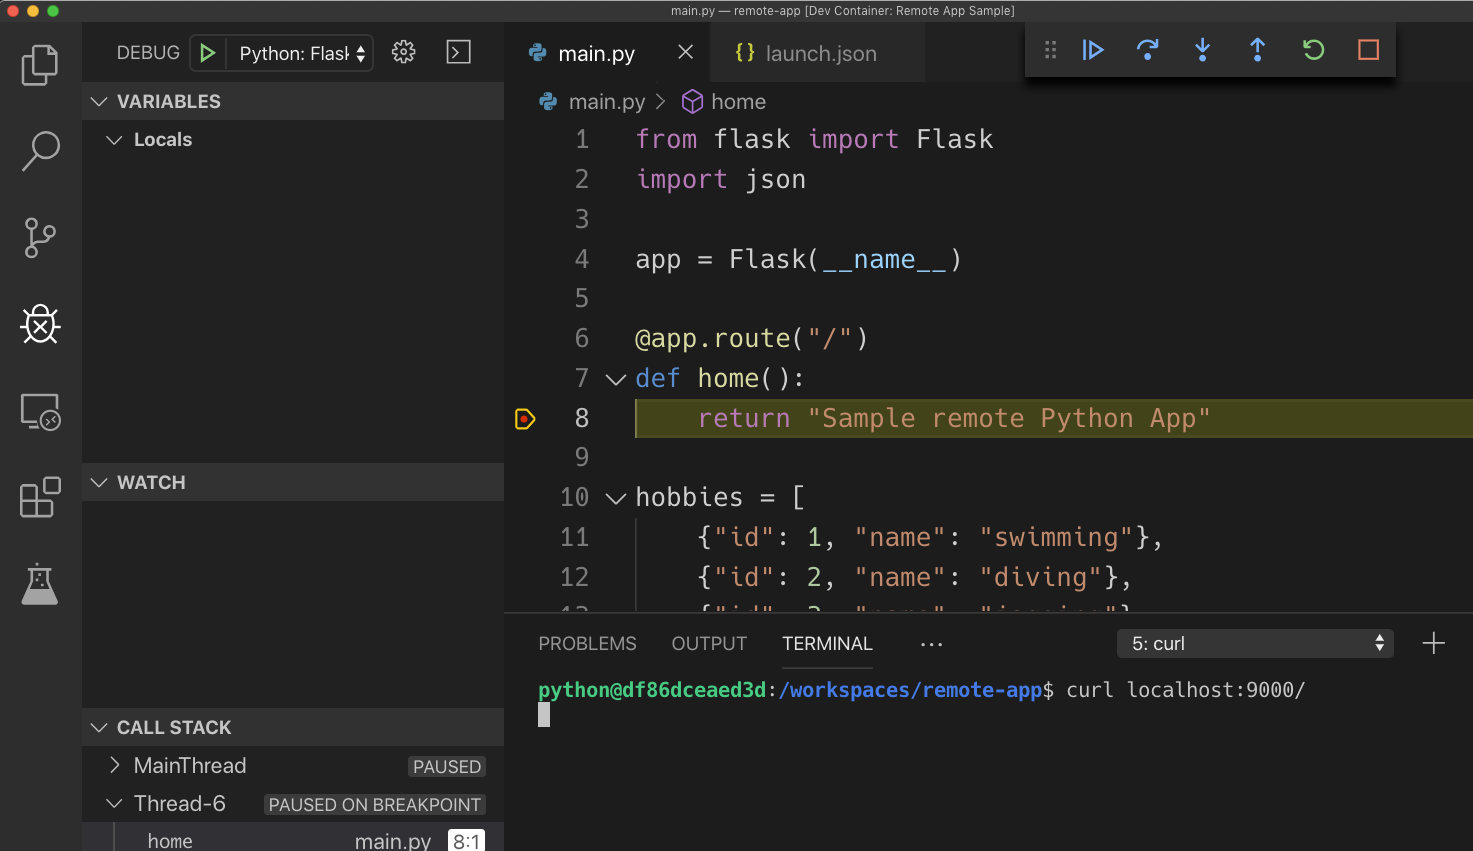 main.py — remote-app [Dev Container: Remote App Sample]
DEBUG Python: Flask
main.py launch.json
VARIABLES
Locals
WATCH
CALL STACK
MainThread PAUSED
Thread-6 PAUSED ON BREAKPOINT
home main.py 8:1
main.py home
1 from flask import Flask
2 import json
3
4 app = Flask(__name__)
5
6 @app.route("/")
7 def home():
8 return "Sample remote Python App"
9
10 hobbies = [
11 {"id": 1, "name": "swimming"},
12 {"id": 2, "name": "diving"},
PROBLEMS OUTPUT TERMINAL ··· 5: curl
python@df86dceaed3d:/workspaces/remote-app$ curl localhost:9000/